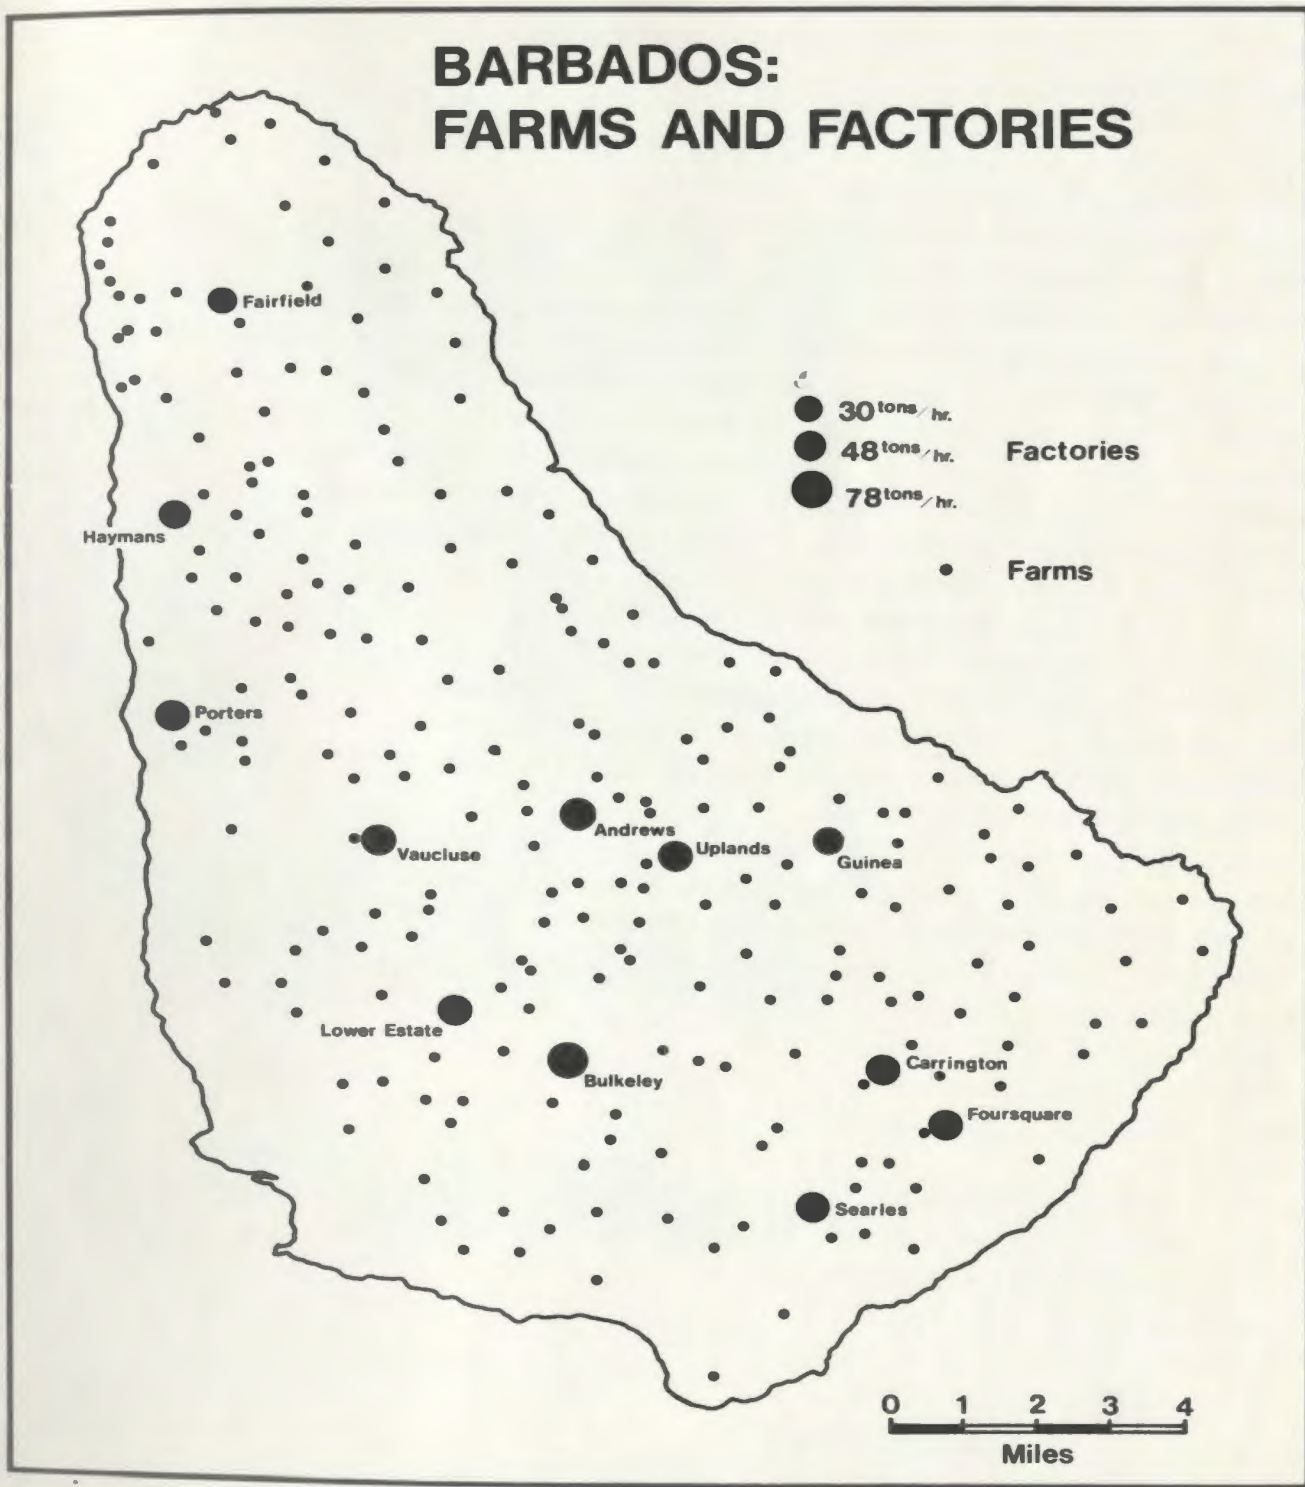 BARBADOS:
FARMS AND FACTORIES
Fairfield
30 tons/hr.
48 tons/hr.
Factories
78 tons/hr.
Haymans
Farms
Porters
Andrews
Uplands
Vaucluse
Guinea
Lower Estate
Bulkeley
Carrington
Foursquare
Searles
0 1 2 3 4
Miles